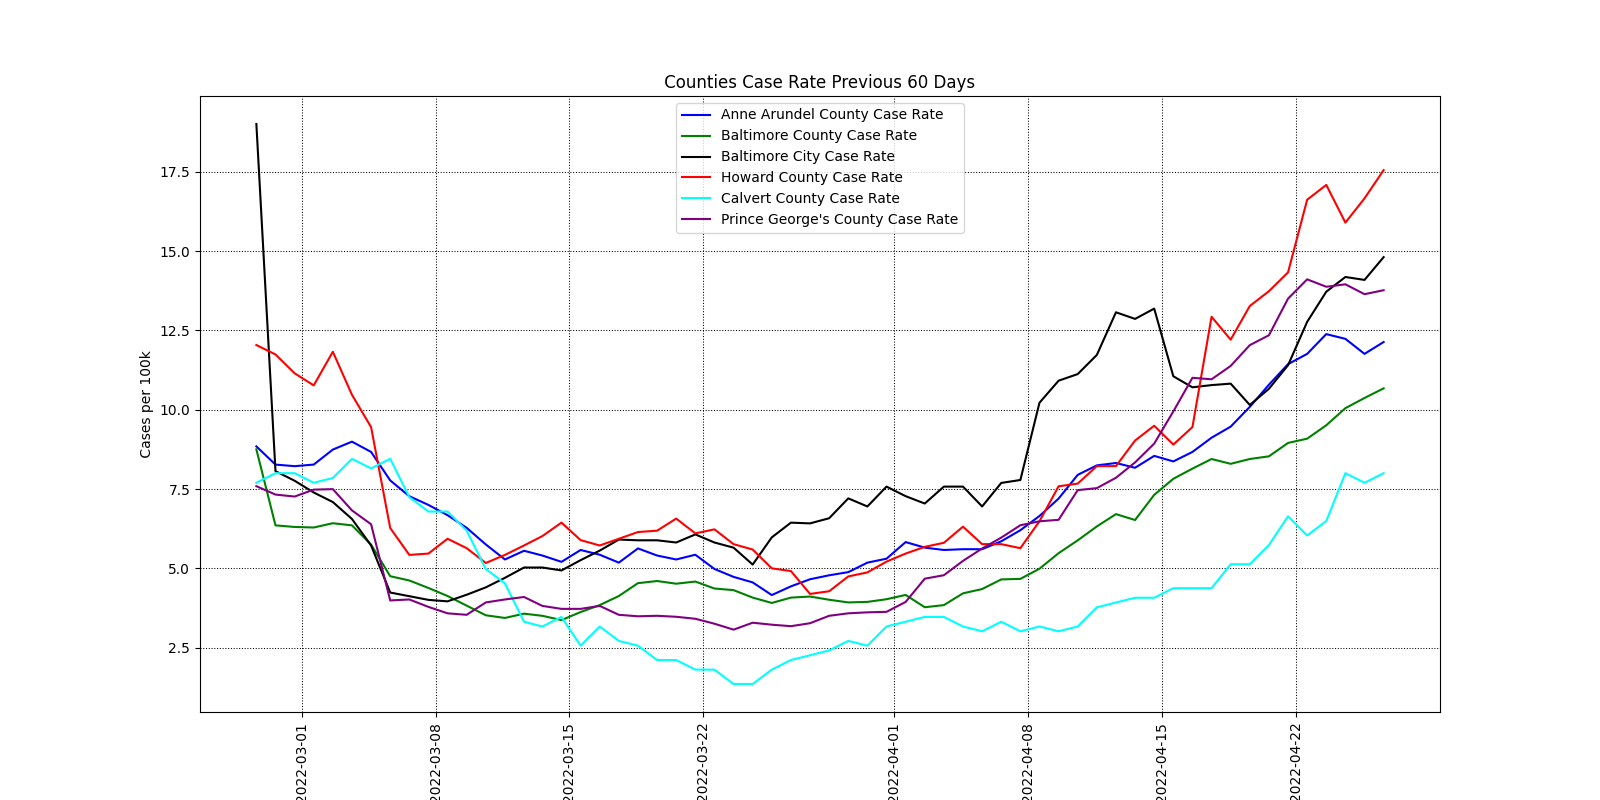 Counties Case Rate Previous 60 Days
Anne Arundel County Case Rate
Baltimore County Case Rate
Baltimore City Case Rate
Howard County Case Rate
Calvert County Case Rate
Prince George's County Case Rate
Cases per 100k
17.5
15.0
12.5
10.0
7.5
5.0
2.5
2022-03-01
2022-03-08
2022-03-15
2022-03-22
2022-04-01
2022-04-08
2022-04-15
2022-04-22